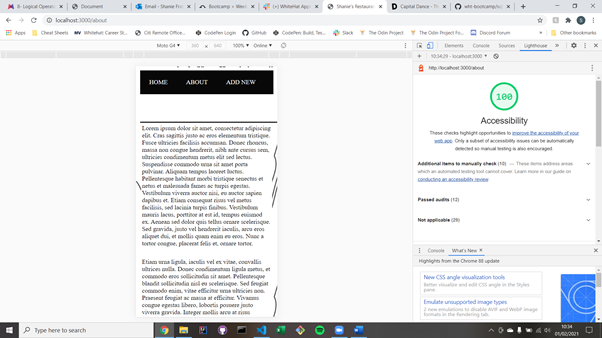 6- Logical Operat
Document
Email - Shanie Fre
Bootcamp > Week
(+) Whitehat Appr
Shane's Restaura
Capital Dance - Th
wht-bootcamp/so
localhost:3000/about
Apps
Cheat Sheets
Whitehat: Career S...
Citi Remote Office...
CodePen Login
GitHub
CodePen Build: Test...
Slack
The Odin Project
The Odin Project Fo...
Discord Forum
Other bookmarks
Moto G4
360
640
100%
Online
Elements
Console
Sources
Lighthouse
10:34:29 - localhost:3000
http://localhost:3000/about
HOME
ABOUT
ADD NEW
Lorem ipsum dolor sit amet, consectetur adipiscing
elit. Cras sagittis justo ac eros elementum tristique.
Fusce ultricies facilisis accumsan. Donec rhoncus,
massa non congue hendrerit, nibh ante cursus sem,
ultricies condimentum metus elit sed lectus.
Suspendisse commodo urna sit amet porta
pulvinar. Aliquam tempus laoreet luctus.
Pellentesque habitant morbi tristique senectus et
netus et malesuada fames ac turpis egestas.
Vestibulum viverra auctor nisi, eu auctor sapien
dapibus et. Etiam consequat risus vel metus
facilisis, sed lacinia turpis finibus. Vestibulum
mauris lacus, porttitor at est id, tempus euismod
ex. Aenean sed dolor quis tellus ornare scelerisque.
Sed gravida, justo vel hendrerit iaculis, arcu eros
aliquet dui, et mollis quam enim eu eros. Nunc a
tortor congue, placerat felis et, ornare tortor.
Etiam urna ligula, iaculis vel ex vitae, convallis
ultrices nulla. Donec condimentum ligula metus, et
commodo eros sollicitudin sit amet. Pellentesque
blandit sollicitudin nisl eu scelerisque. Sed feugiat
commodo enim, vitae efficitur urna ultricies non.
Praesent feugiat ac massa at efficitur. Vivamus
congue egestas libero, lobortis posuere justo
viverra gravida. Integer mollis arcu at risus
100
Accessibility
These checks highlight opportunities to improve the accessibility of your
web app. Only a subset of accessibility issues can be automatically
detected so manual testing is also encouraged.
Additional items to manually check (10) — These items address areas
which an automated testing tool cannot cover. Learn more in our guide on
conducting an accessibility review.
Passed audits (12)
Not applicable (29)
Console
What's New
Highlights from the Chrome 88 update
New CSS angle visualization tools
Better visualize and edit CSS angle in the Styles
pane.
Emulate unsupported image types
2 new emulations to disable AVIF and WebP image
formats in the Rendering tab.
Type here to search
10:34
01/02/2021